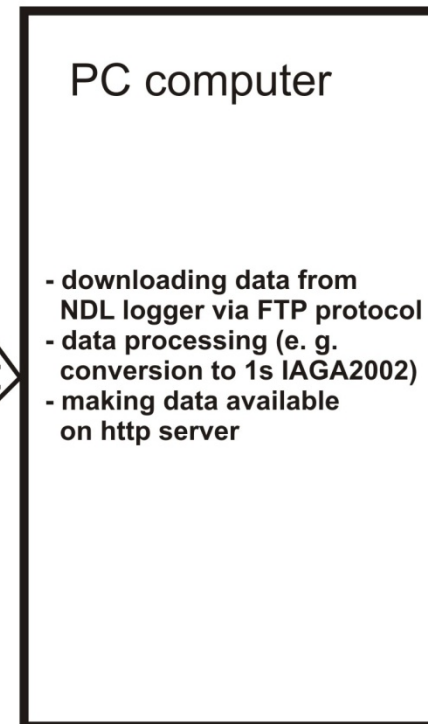 PC computer
- downloading data from
NDL logger via FTP protocol
- data processing (e. g.
conversion to 1s IAGA2002)
- making data available
on http server